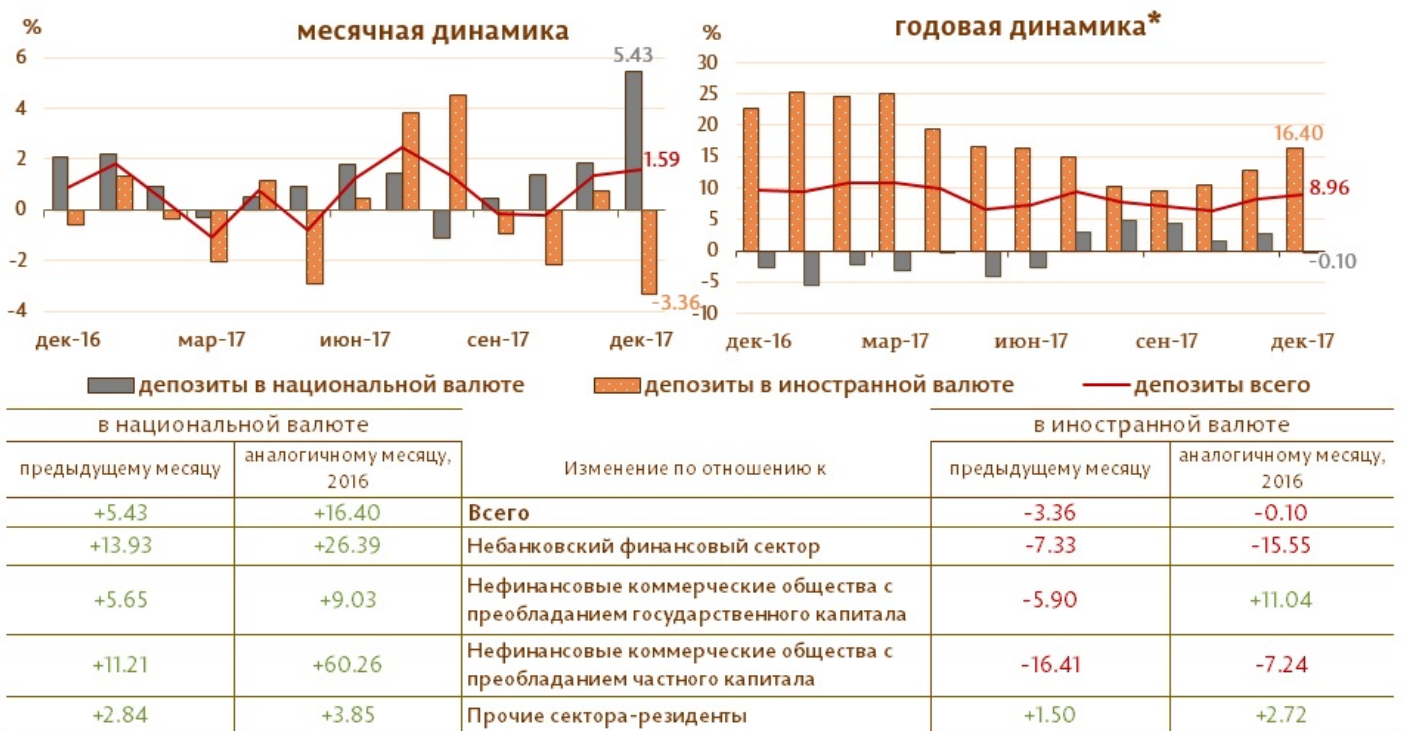 месячная динамика
%
6
4
2
0
-2
-4
5.43
1.59
-3.36
дек-16 мар-17 июн-17 сен-17 дек-17
годовая динамика*
%
30
25
20
15
10
5
0
-5
-10
16.40
8.96
-0.10
дек-16 мар-17 июн-17 сен-17 дек-17
депозиты в национальной валюте депозиты в иностранной валюте депозиты всего
в национальной валюте Изменение по отношению к в иностранной валюте
предыдущему месяцу аналогичному месяцу, 2016 предыдущему месяцу аналогичному месяцу, 2016
+5.43 +16.40 Всего -3.36 -0.10
+13.93 +26.39 Небанковский финансовый сектор -7.33 -15.55
+5.65 +9.03 Нефинансовые коммерческие общества с
преобладанием государственного капитала -5.90 +11.04
+11.21 +60.26 Нефинансовые коммерческие общества с
преобладанием частного капитала -16.41 -7.24
+2.84 +3.85 Прочие сектора-резиденты +1.50 +2.72